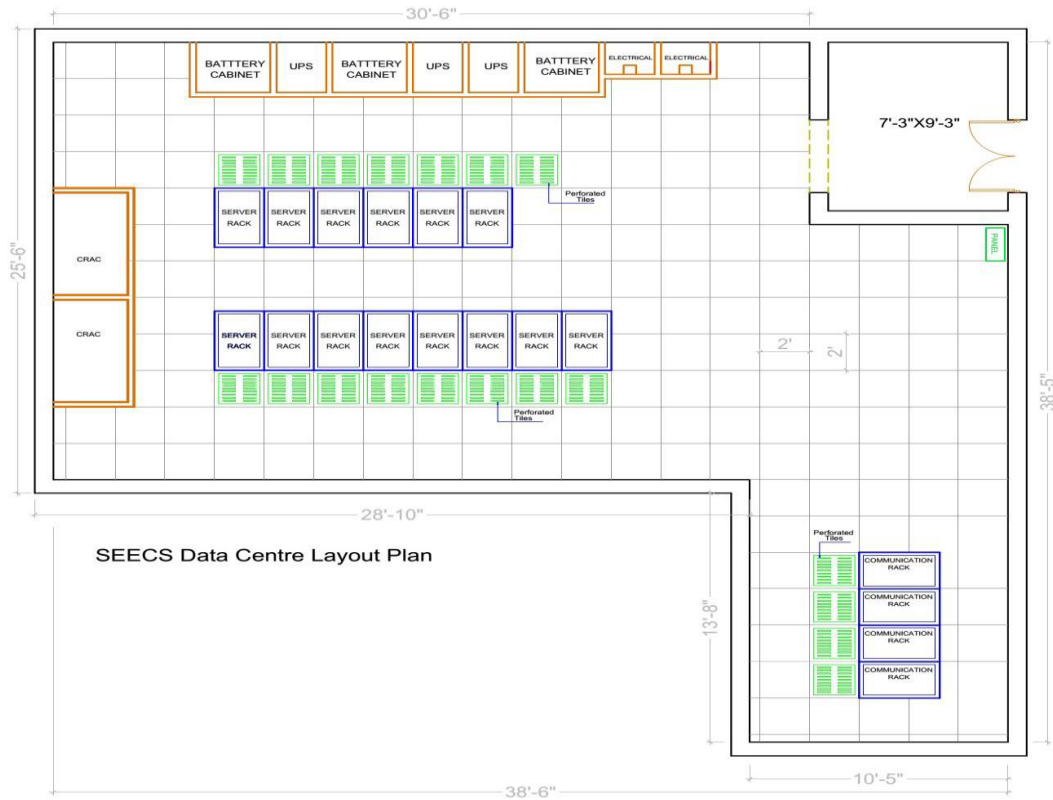 30'-6"
BATTTERY
CABINET
UPS
BATTTERY
CABINET
UPS
UPS
BATTTERY
CABINET
ELECTRICAL
ELECTRICAL
7'-3"X9'-3"
Perforated
Tiles
SERVER
RACK
SERVER
RACK
SERVER
RACK
SERVER
RACK
SERVER
RACK
SERVER
RACK
PANEL
CRAC
25'-6"
CRAC
SERVER
RACK
SERVER
RACK
SERVER
RACK
SERVER
RACK
SERVER
RACK
SERVER
RACK
SERVER
RACK
SERVER
RACK
2'
2'
38'-5"
Perforated
Tiles
28'-10"
SEECS Data Centre Layout Plan
Perforated
Tiles
COMMUNICATION
RACK
COMMUNICATION
RACK
COMMUNICATION
RACK
COMMUNICATION
RACK
13'-8"
10'-5"
38'-6"